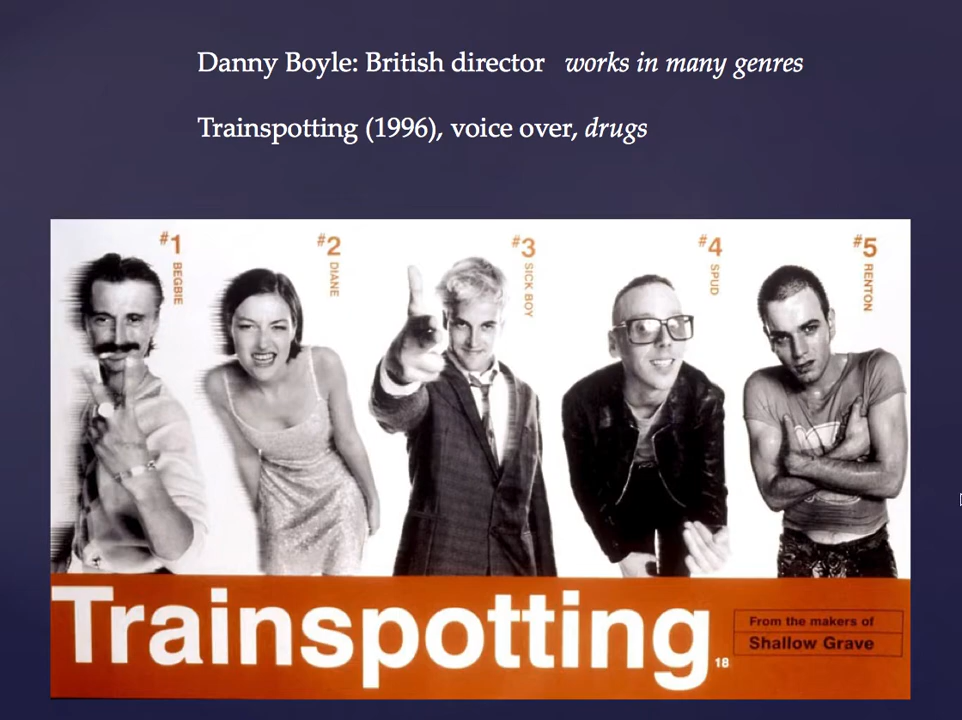 Danny Boyle: British director works in many genres
Trainspotting (1996), voice over, drugs
#1 BEGBIE
#2 DIANE
#3 SICK BOY
#4 SPUD
#5 RENTON
Trainspotting 18
From the makers of
Shallow Grave